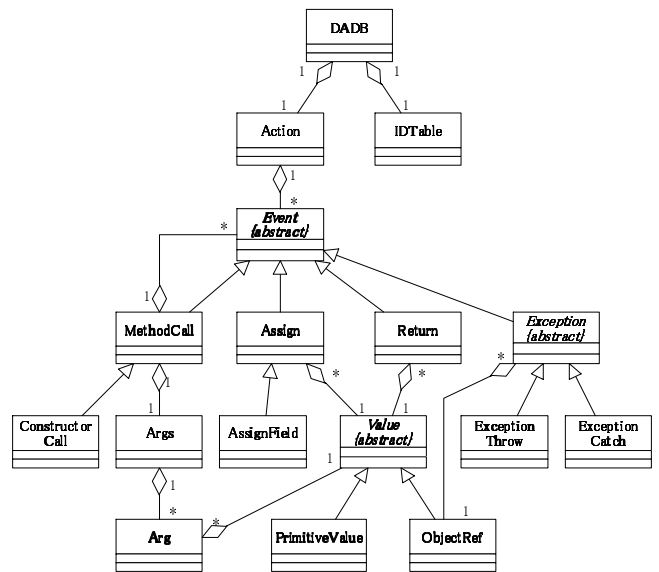 DADB
1 1
1 1
Action IDTable
1
*
* Event
{abstract}
1
MethodCall Assign Return Exception
{abstract}
1 * * *
1 1 1
Constructor
Call Args AssignField Value
{abstract} Exception
Throw Exception
Catch
1 1
* * 1
Arg PrimitiveValue ObjectRef